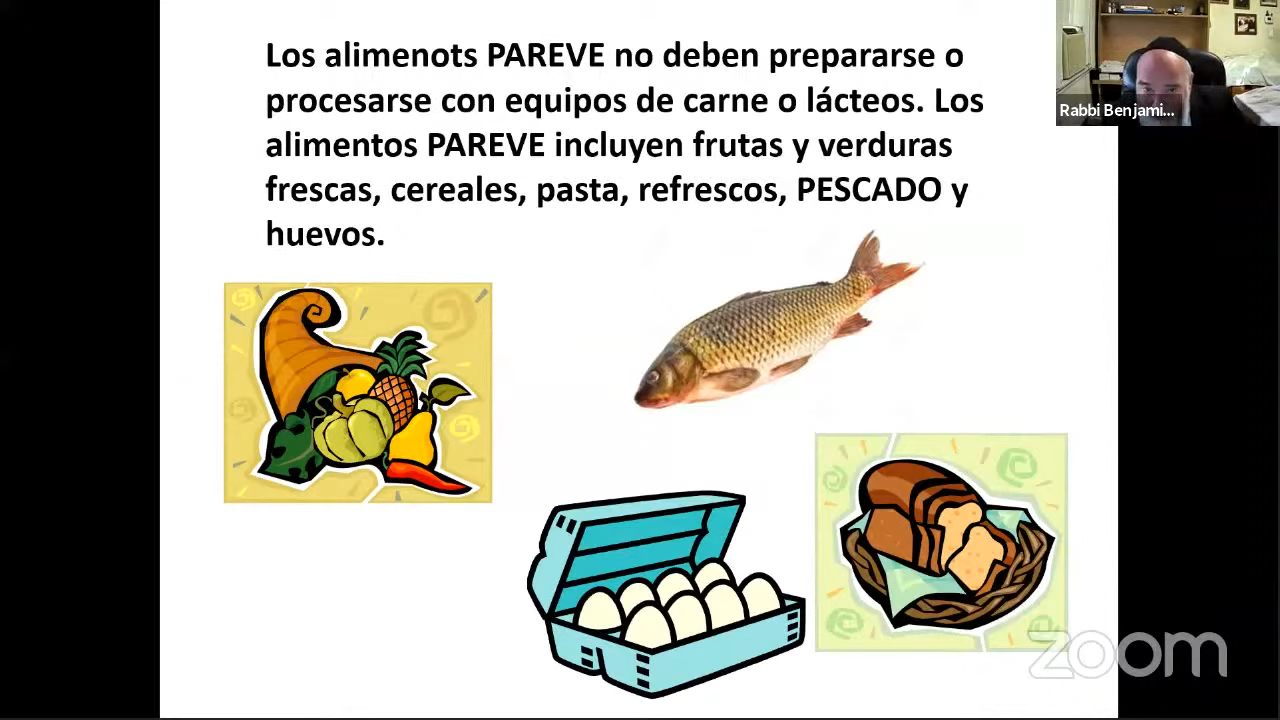 Los alimenots PAREVE no deben prepararse o
procesarse con equipos de carne o lácteos. Los
alimentos PAREVE incluyen frutas y verduras
frescas, cereales, pasta, refrescos, PESCADO y
huevos.
Rabbi Benjami...
zoom